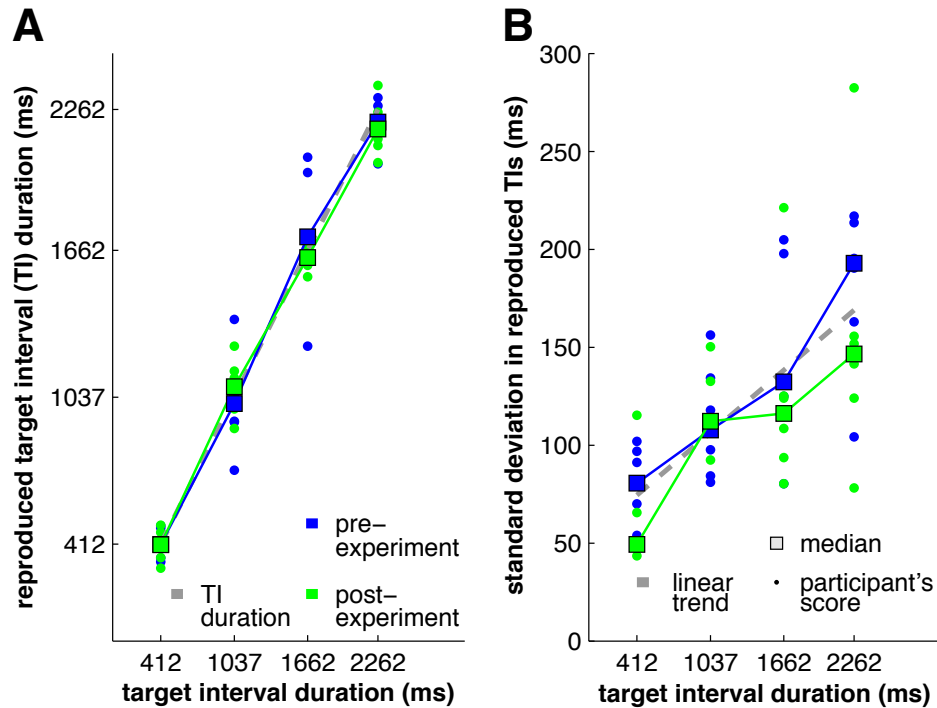 A
reproduced target interval (TI) duration (ms)
2262
1662
1037
412
pre–
experiment
TI
duration
post–
experiment
412 1037 1662 2262
target interval duration (ms)
B
standard deviation in reproduced TIs
(ms)
300
250
200
150
100
50
0
median
linear
trend
participant's
score
412 1037 1662 2262
target interval duration (ms)